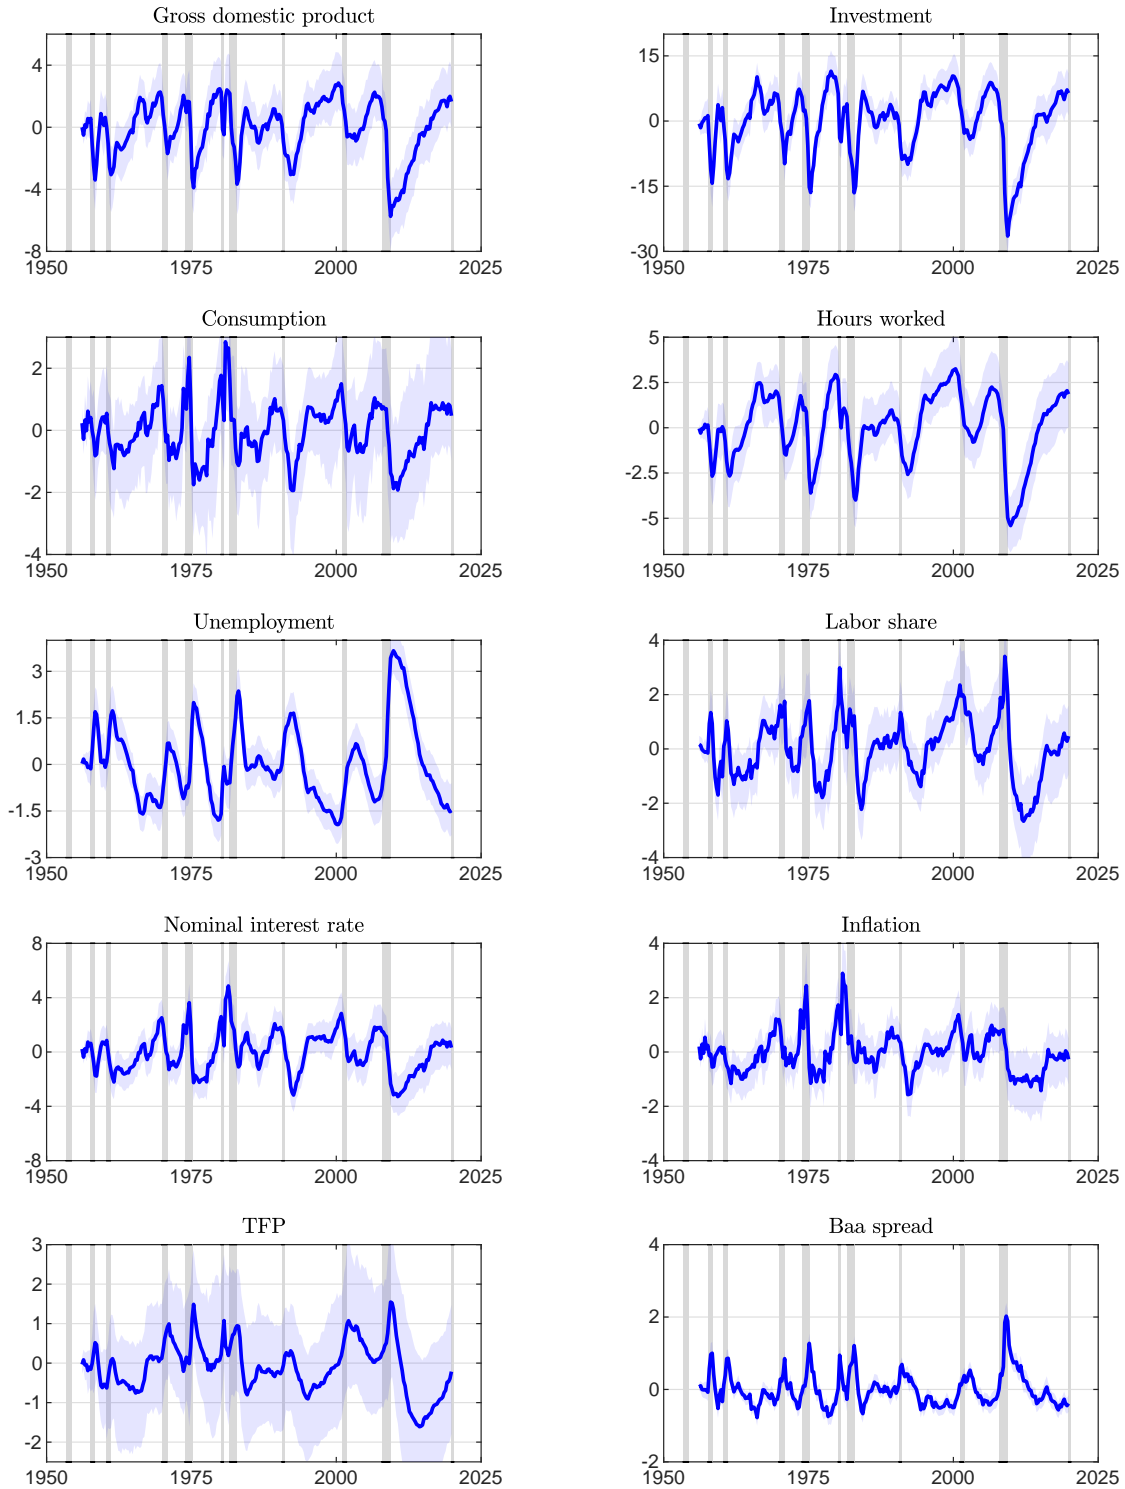 Gross domestic product
4
0
-4
-8
1950 1975 2000 2025
Investment
15
0
-15
-30
1950 1975 2000 2025
Consumption
2
0
-2
-4
1950 1975 2000 2025
Hours worked
5
2.5
0
-2.5
-5
1950 1975 2000 2025
Unemployment
3
1.5
0
-1.5
-3
1950 1975 2000 2025
Labor share
4
2
0
-2
-4
1950 1975 2000 2025
Nominal interest rate
8
4
0
-4
-8
1950 1975 2000 2025
Inflation
4
2
0
-2
-4
1950 1975 2000 2025
TFP
3
2
1
0
-1
-2
1950 1975 2000 2025
Baa spread
4
2
0
-2
1950 1975 2000 2025